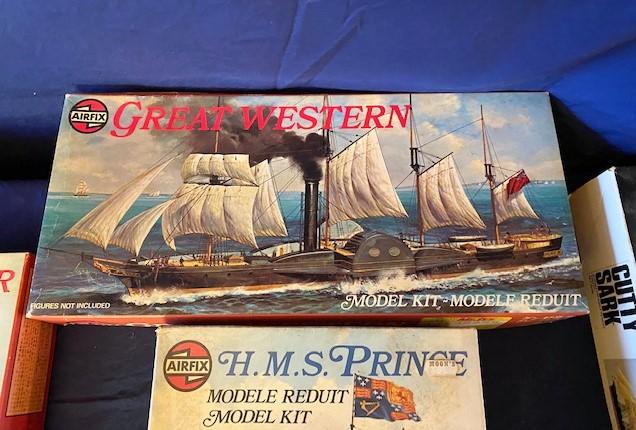 AIRFIX
GREAT WESTERN
FIGURES NOT INCLUDED
MODEL KIT - MODELE REDUIT
R
AIRFIX
H.M.S. PRINCE
MODELE REDUIT
MODEL KIT
CUTTY
SARK